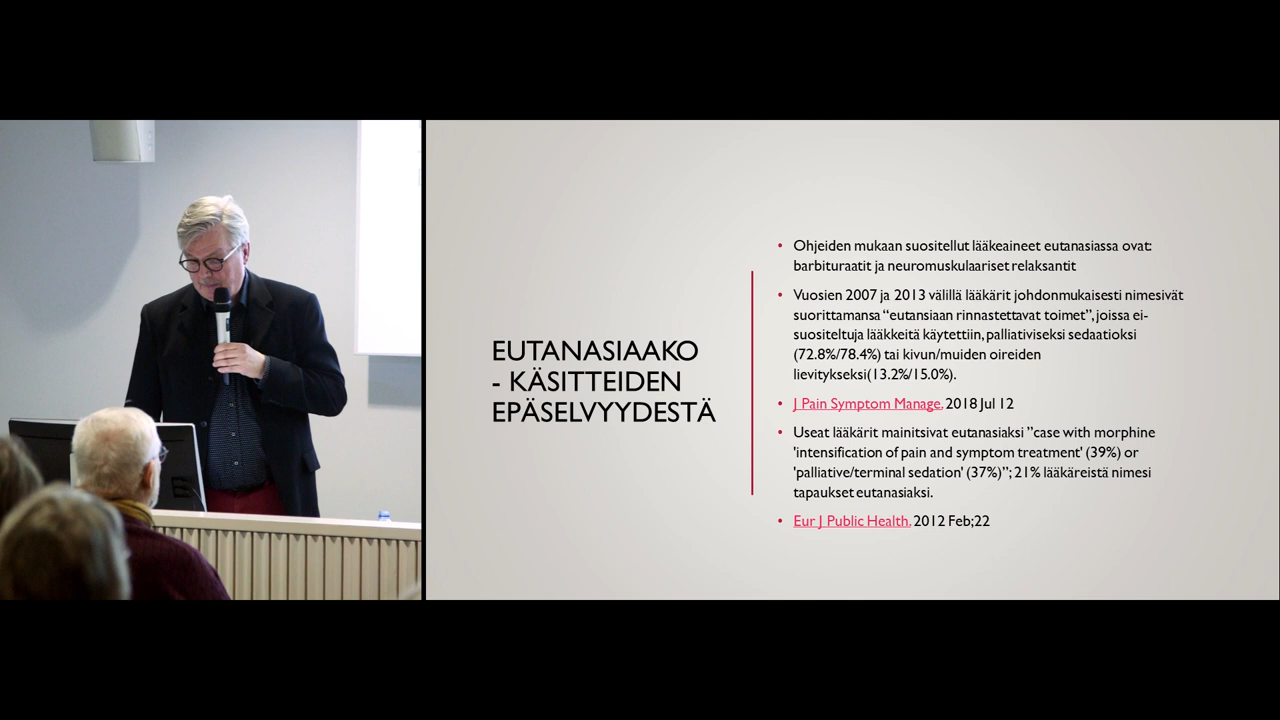 EUTANASIAAKO
- KÄSITTEIDEN
EPÄSELVYYDESTÄ
• Ohjeiden mukaan suositellut lääkeaineet eutanasiassa ovat:
barbituraatit ja neuromuskulaariset relaksantit
• Vuosien 2007 ja 2013 välillä lääkärit johdonmukaisesti nimesivät
suorittamansa “eutansiaan rinnastettavat toimet”, joissa ei-
suositeltuja lääkkeitä käytettiin, palliativiseksi sedaatioksi
(72.8%/78.4%) tai kivun/muiden oireiden
lievitykseksi(13.2%/15.0%).
• J Pain Symptom Manage. 2018 Jul 12
• Useat lääkärit mainitsivat eutanasiaksi ”case with morphine
'intensification of pain and symptom treatment' (39%) or
'palliative/terminal sedation' (37%)”; 21% lääkäreistä nimesi
tapaukset eutanasiaksi.
• Eur J Public Health. 2012 Feb;22